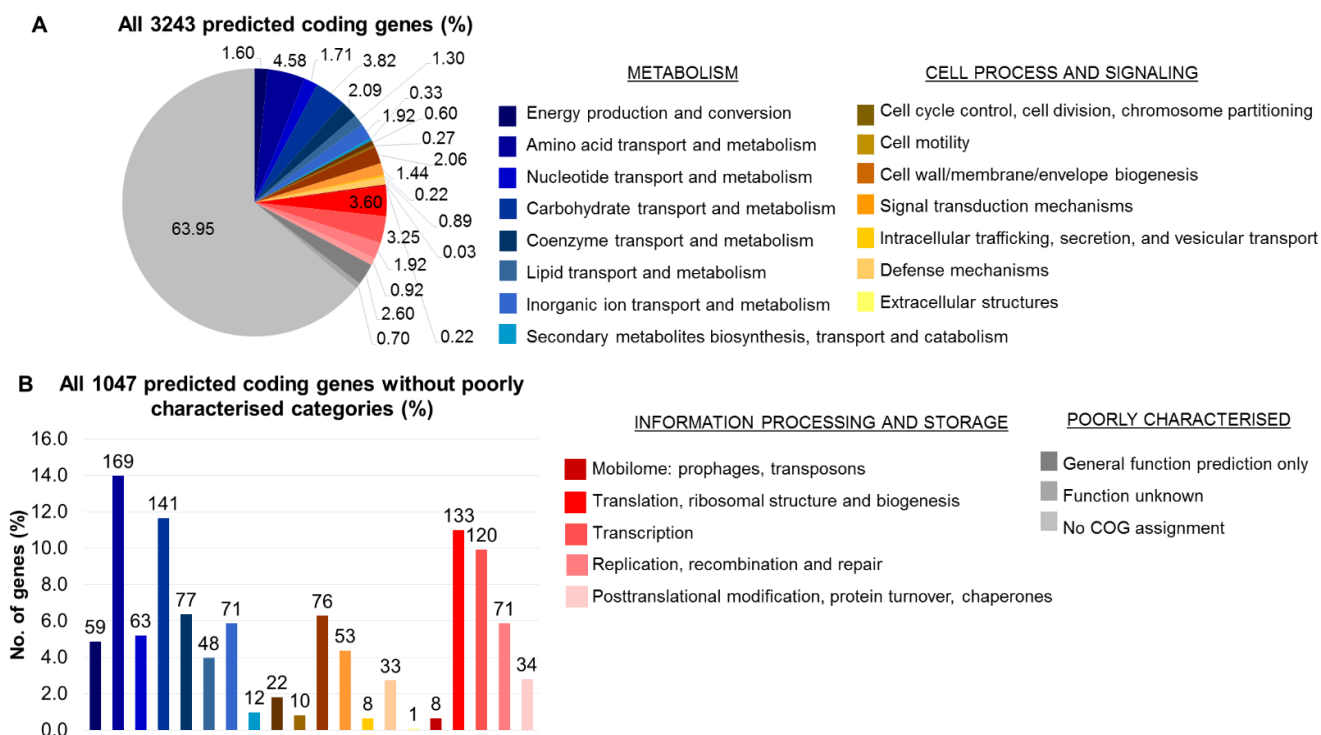 A All 3243 predicted coding genes (%)
1.60
4.58
1.71
3.82
1.30
2.09
0.33
1.92
0.60
0.27
2.06
1.44
0.22
3.60
0.89
63.95
3.25
0.03
1.92
0.92
2.60
0.22
0.70
METABOLISM
Energy production and conversion
Amino acid transport and metabolism
Nucleotide transport and metabolism
Carbohydrate transport and metabolism
Coenzyme transport and metabolism
Lipid transport and metabolism
Inorganic ion transport and metabolism
Secondary metabolites biosynthesis, transport and catabolism
CELL PROCESS AND SIGNALING
Cell cycle control, cell division, chromosome partitioning
Cell motility
Cell wall/membrane/envelope biogenesis
Signal transduction mechanisms
Intracellular trafficking, secretion, and vesicular transport
Defense mechanisms
Extracellular structures
B All 1047 predicted coding genes without poorly
characterised categories (%)
No. of genes (%)
16.0
14.0
12.0
10.0
8.0
6.0
4.0
2.0
0.0
59
169
63
141
77
48
71
12
22
10
76
53
8
33
1
8
133
120
71
34
INFORMATION PROCESSING AND STORAGE
Mobilome: prophages, transposons
Translation, ribosomal structure and biogenesis
Transcription
Replication, recombination and repair
Posttranslational modification, protein turnover, chaperones
POORLY CHARACTERISED
General function prediction only
Function unknown
No COG assignment